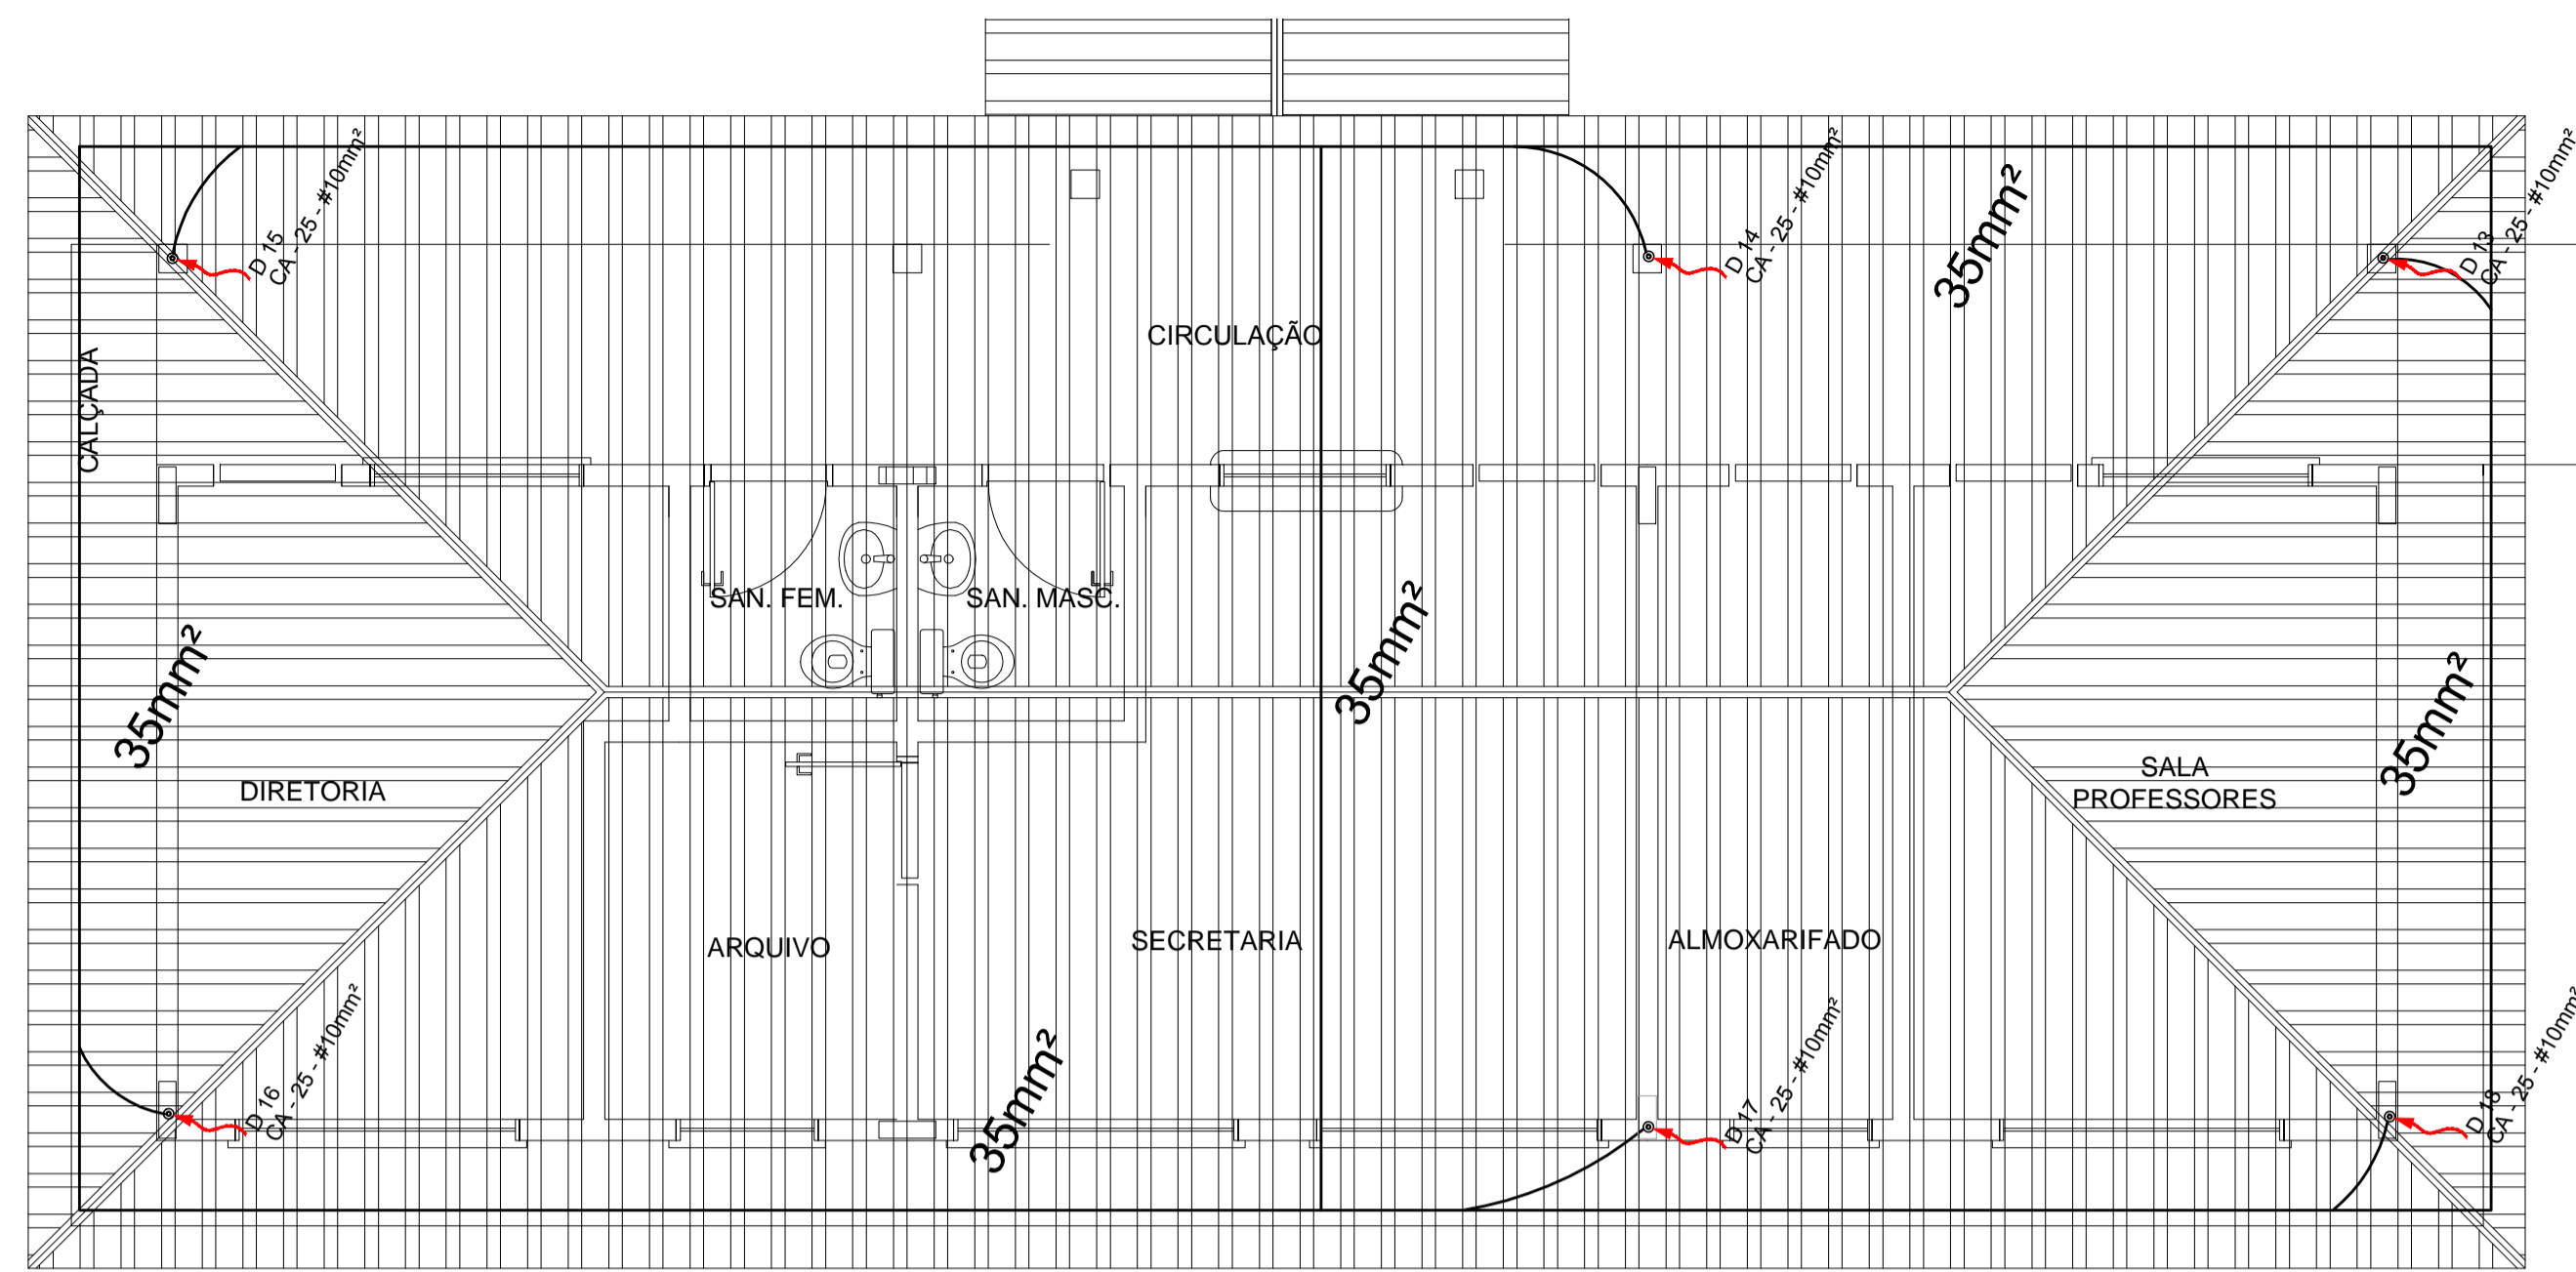 D 15
CA - 25 - #10mm²
D 14
CA - 25 - #10mm²
35mm²
D 13
CA - 25 - #10mm²
CIRCULAÇÃO
CALÇADA
SAN. FEM.
SAN. MASC.
35mm²
35mm²
35mm²
DIRETORIA
SALA
PROFESSORES
ARQUIVO
SECRETARIA
ALMOXARIFADO
D 16
CA - 25 - #10mm²
35mm²
D 17
CA - 25 - #10mm²
D 18
CA - 25 - #10mm²